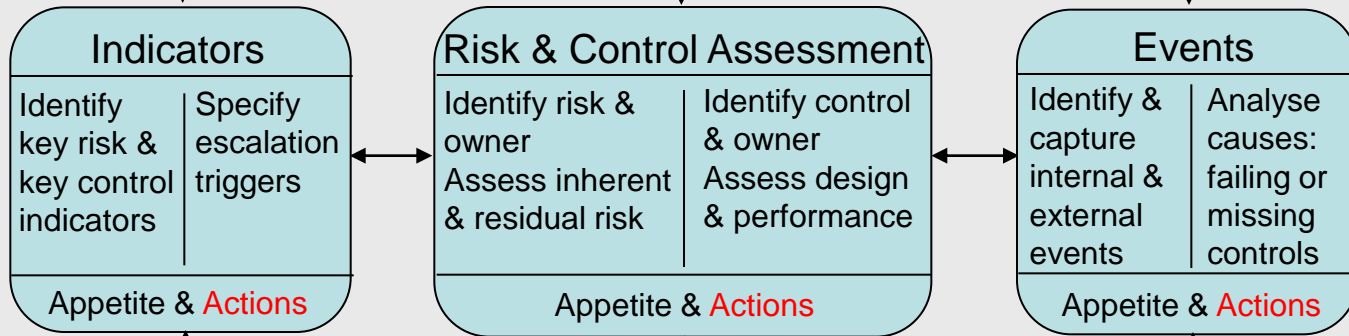 Indicators
Identify
key risk &
key control
indicators
Specify
escalation
triggers
Appetite & Actions
Risk & Control Assessment
Identify risk &
owner
Assess inherent
& residual risk
Identify control
& owner
Assess design
& performance
Appetite & Actions
Events
Identify &
capture
internal &
external
events
Analyse
causes:
failing or
missing
controls
Appetite & Actions